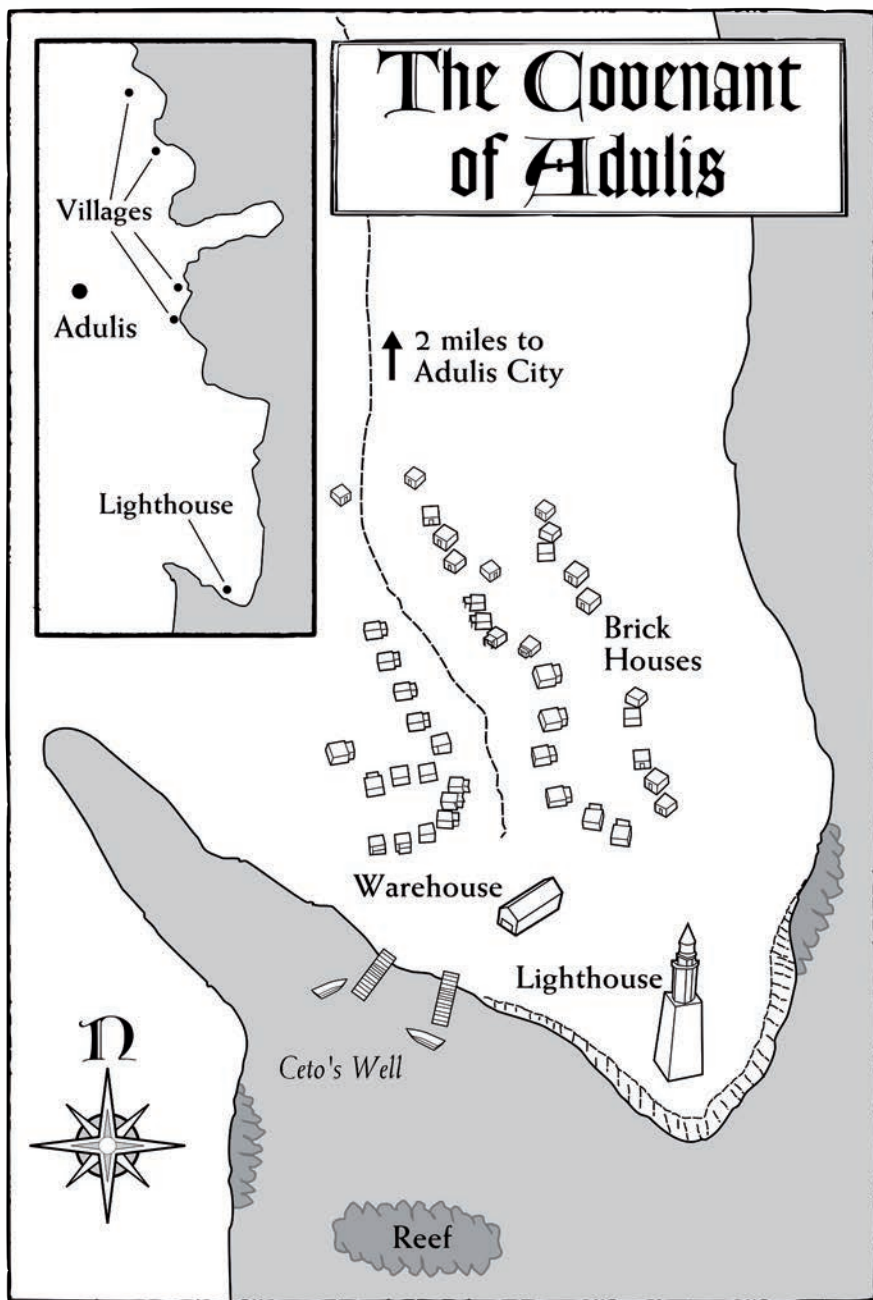 The Covenant
of Adulis
Villages
Adulis
Lighthouse
2 miles to
Adulis City
Brick
Houses
Warehouse
Lighthouse
Ceto's Well
N
Reef